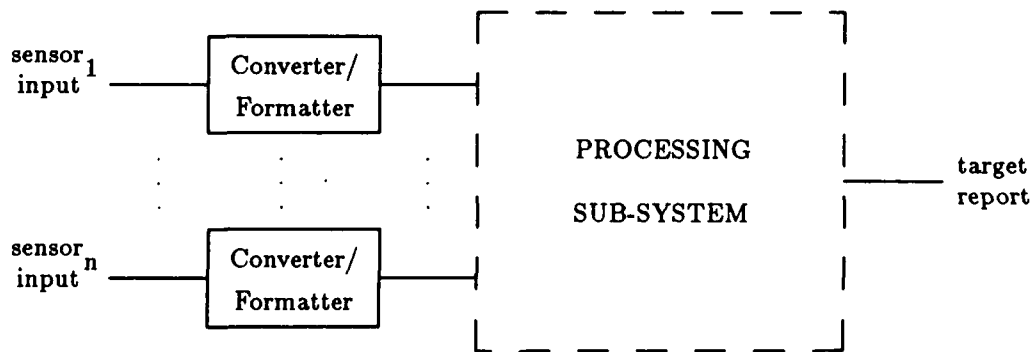 sensor 1
input
Converter/
Formatter
PROCESSING
SUB-SYSTEM
target
report
sensor n
input
Converter/
Formatter